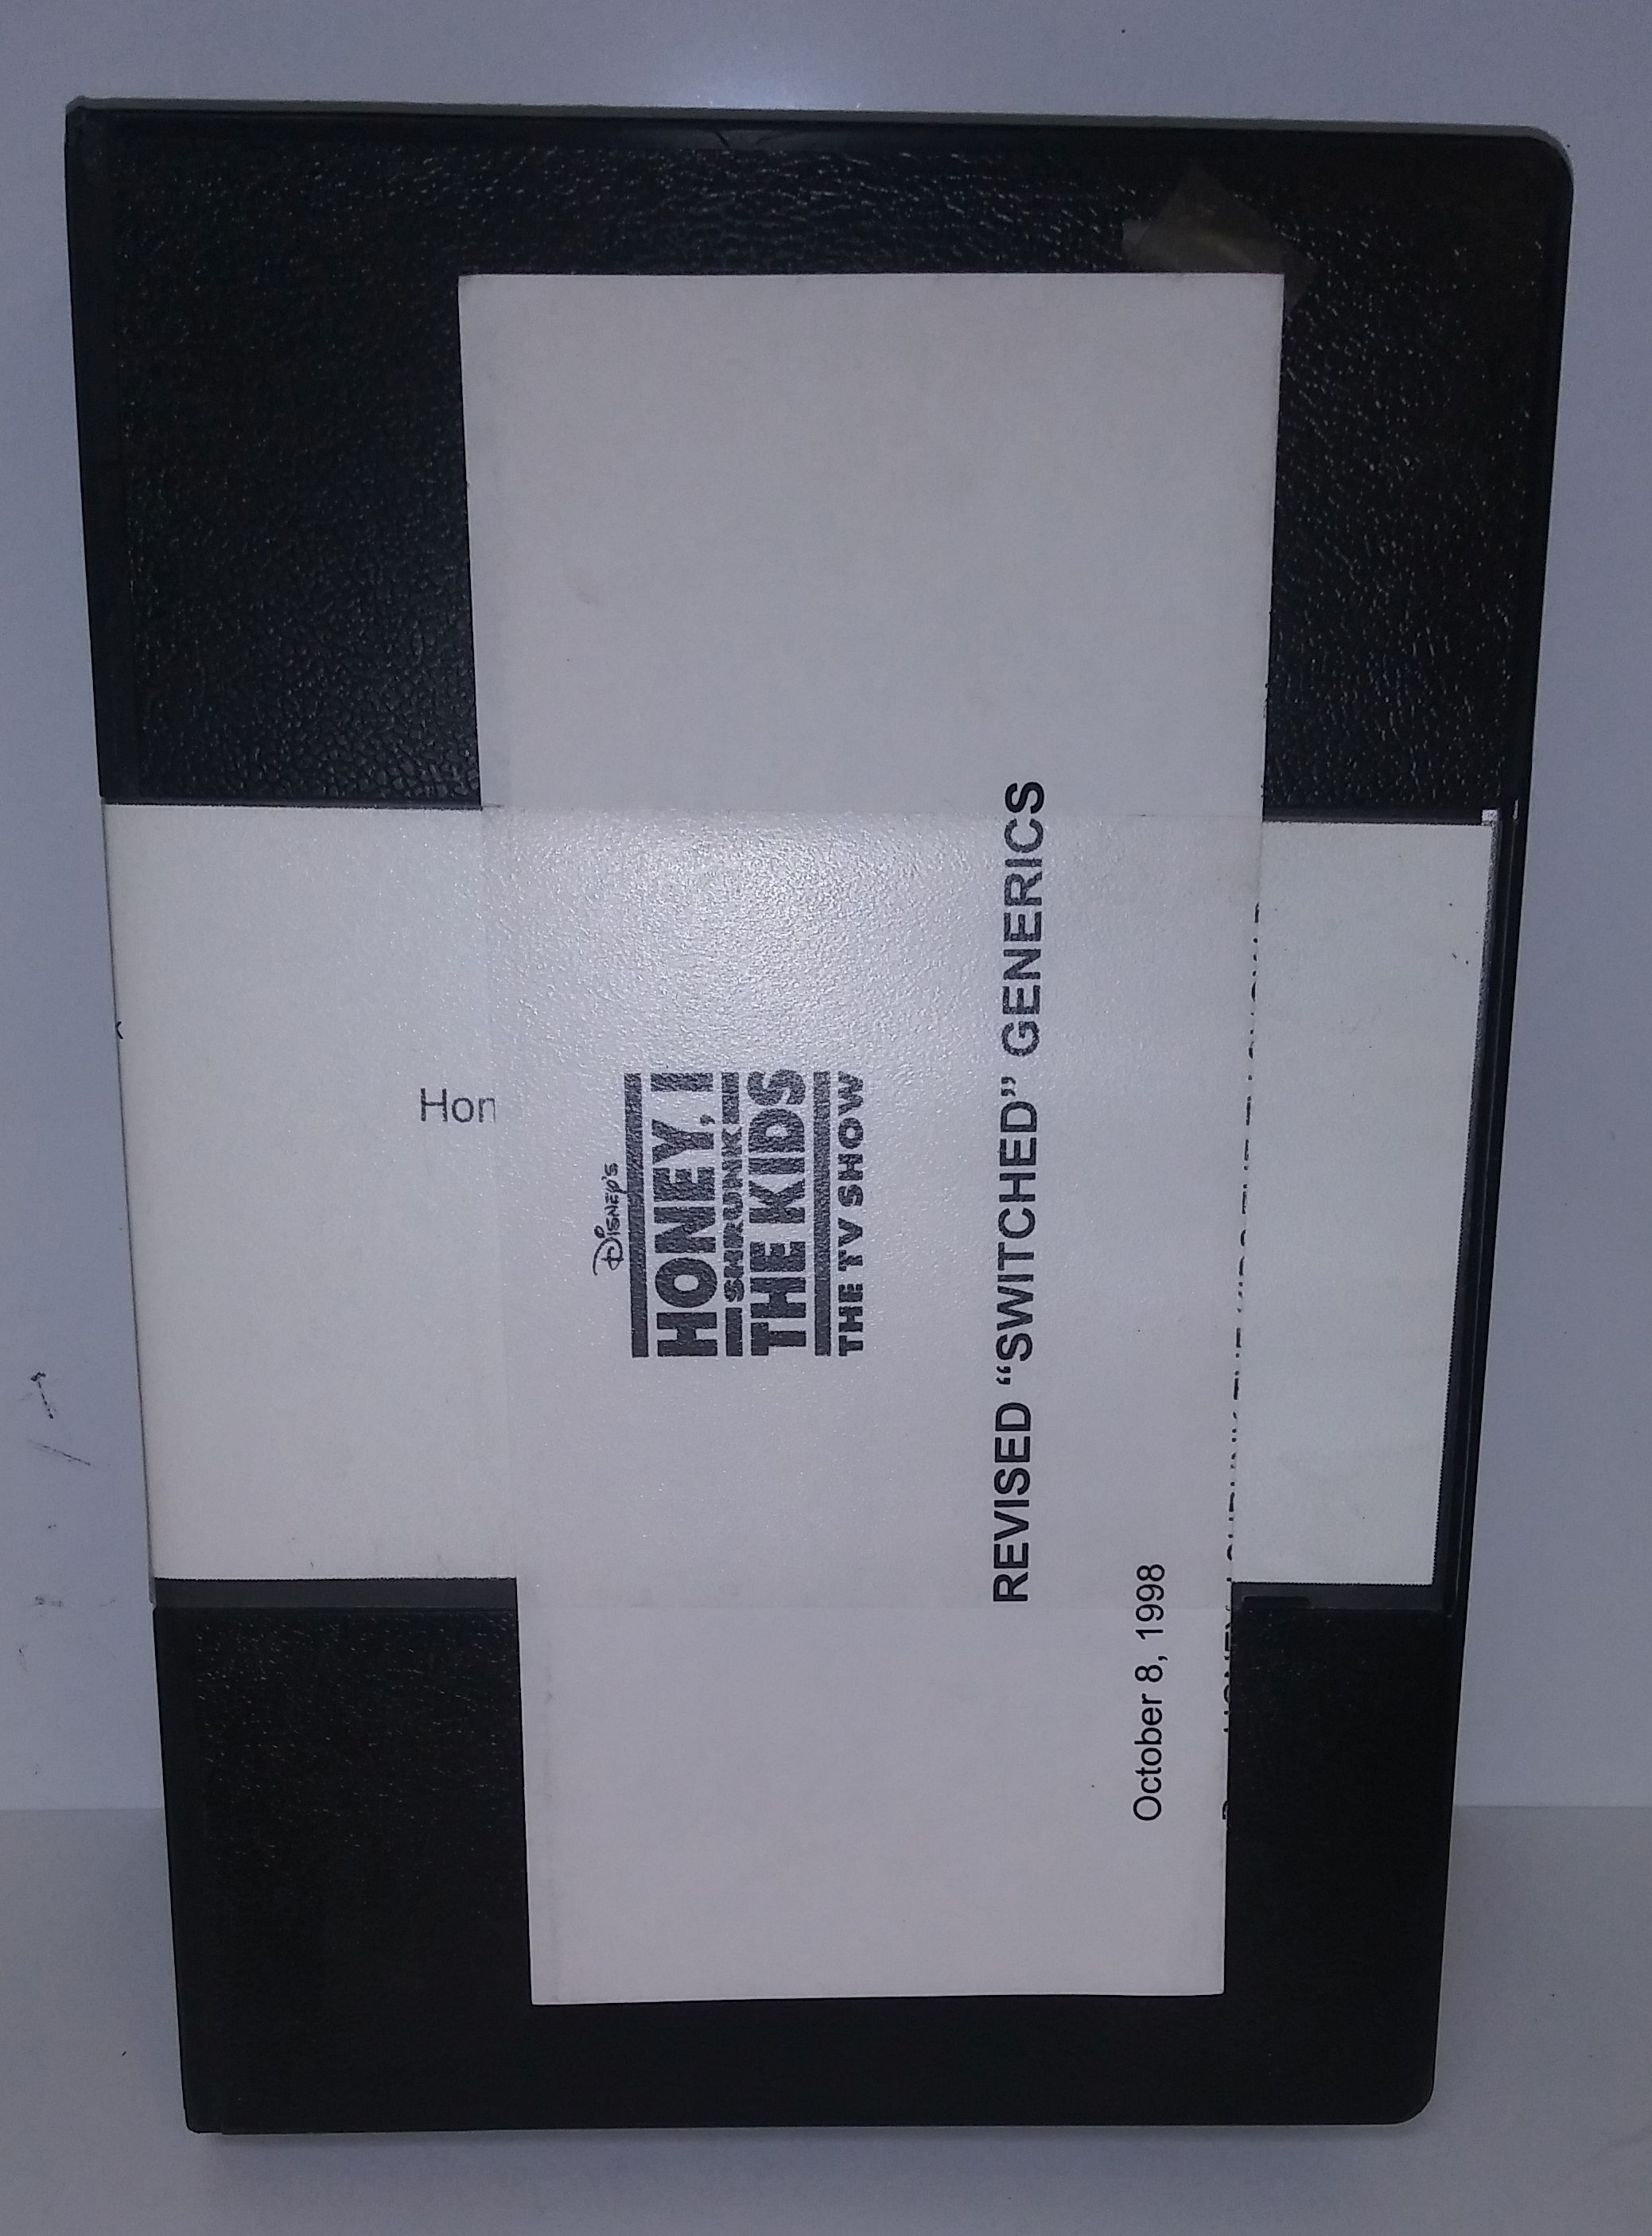 Hon
Disney's
HONEY, I
SHRUNK
THE KIDS
THE TV SHOW
REVISED “SWITCHED” GENERICS
October 8, 1998